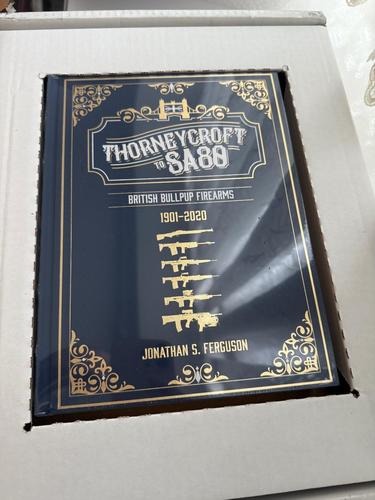 THORNEYCROFT
TO SA80
BRITISH BULLPUP FIREARMS
1901-2020
JONATHAN S. FERGUSON